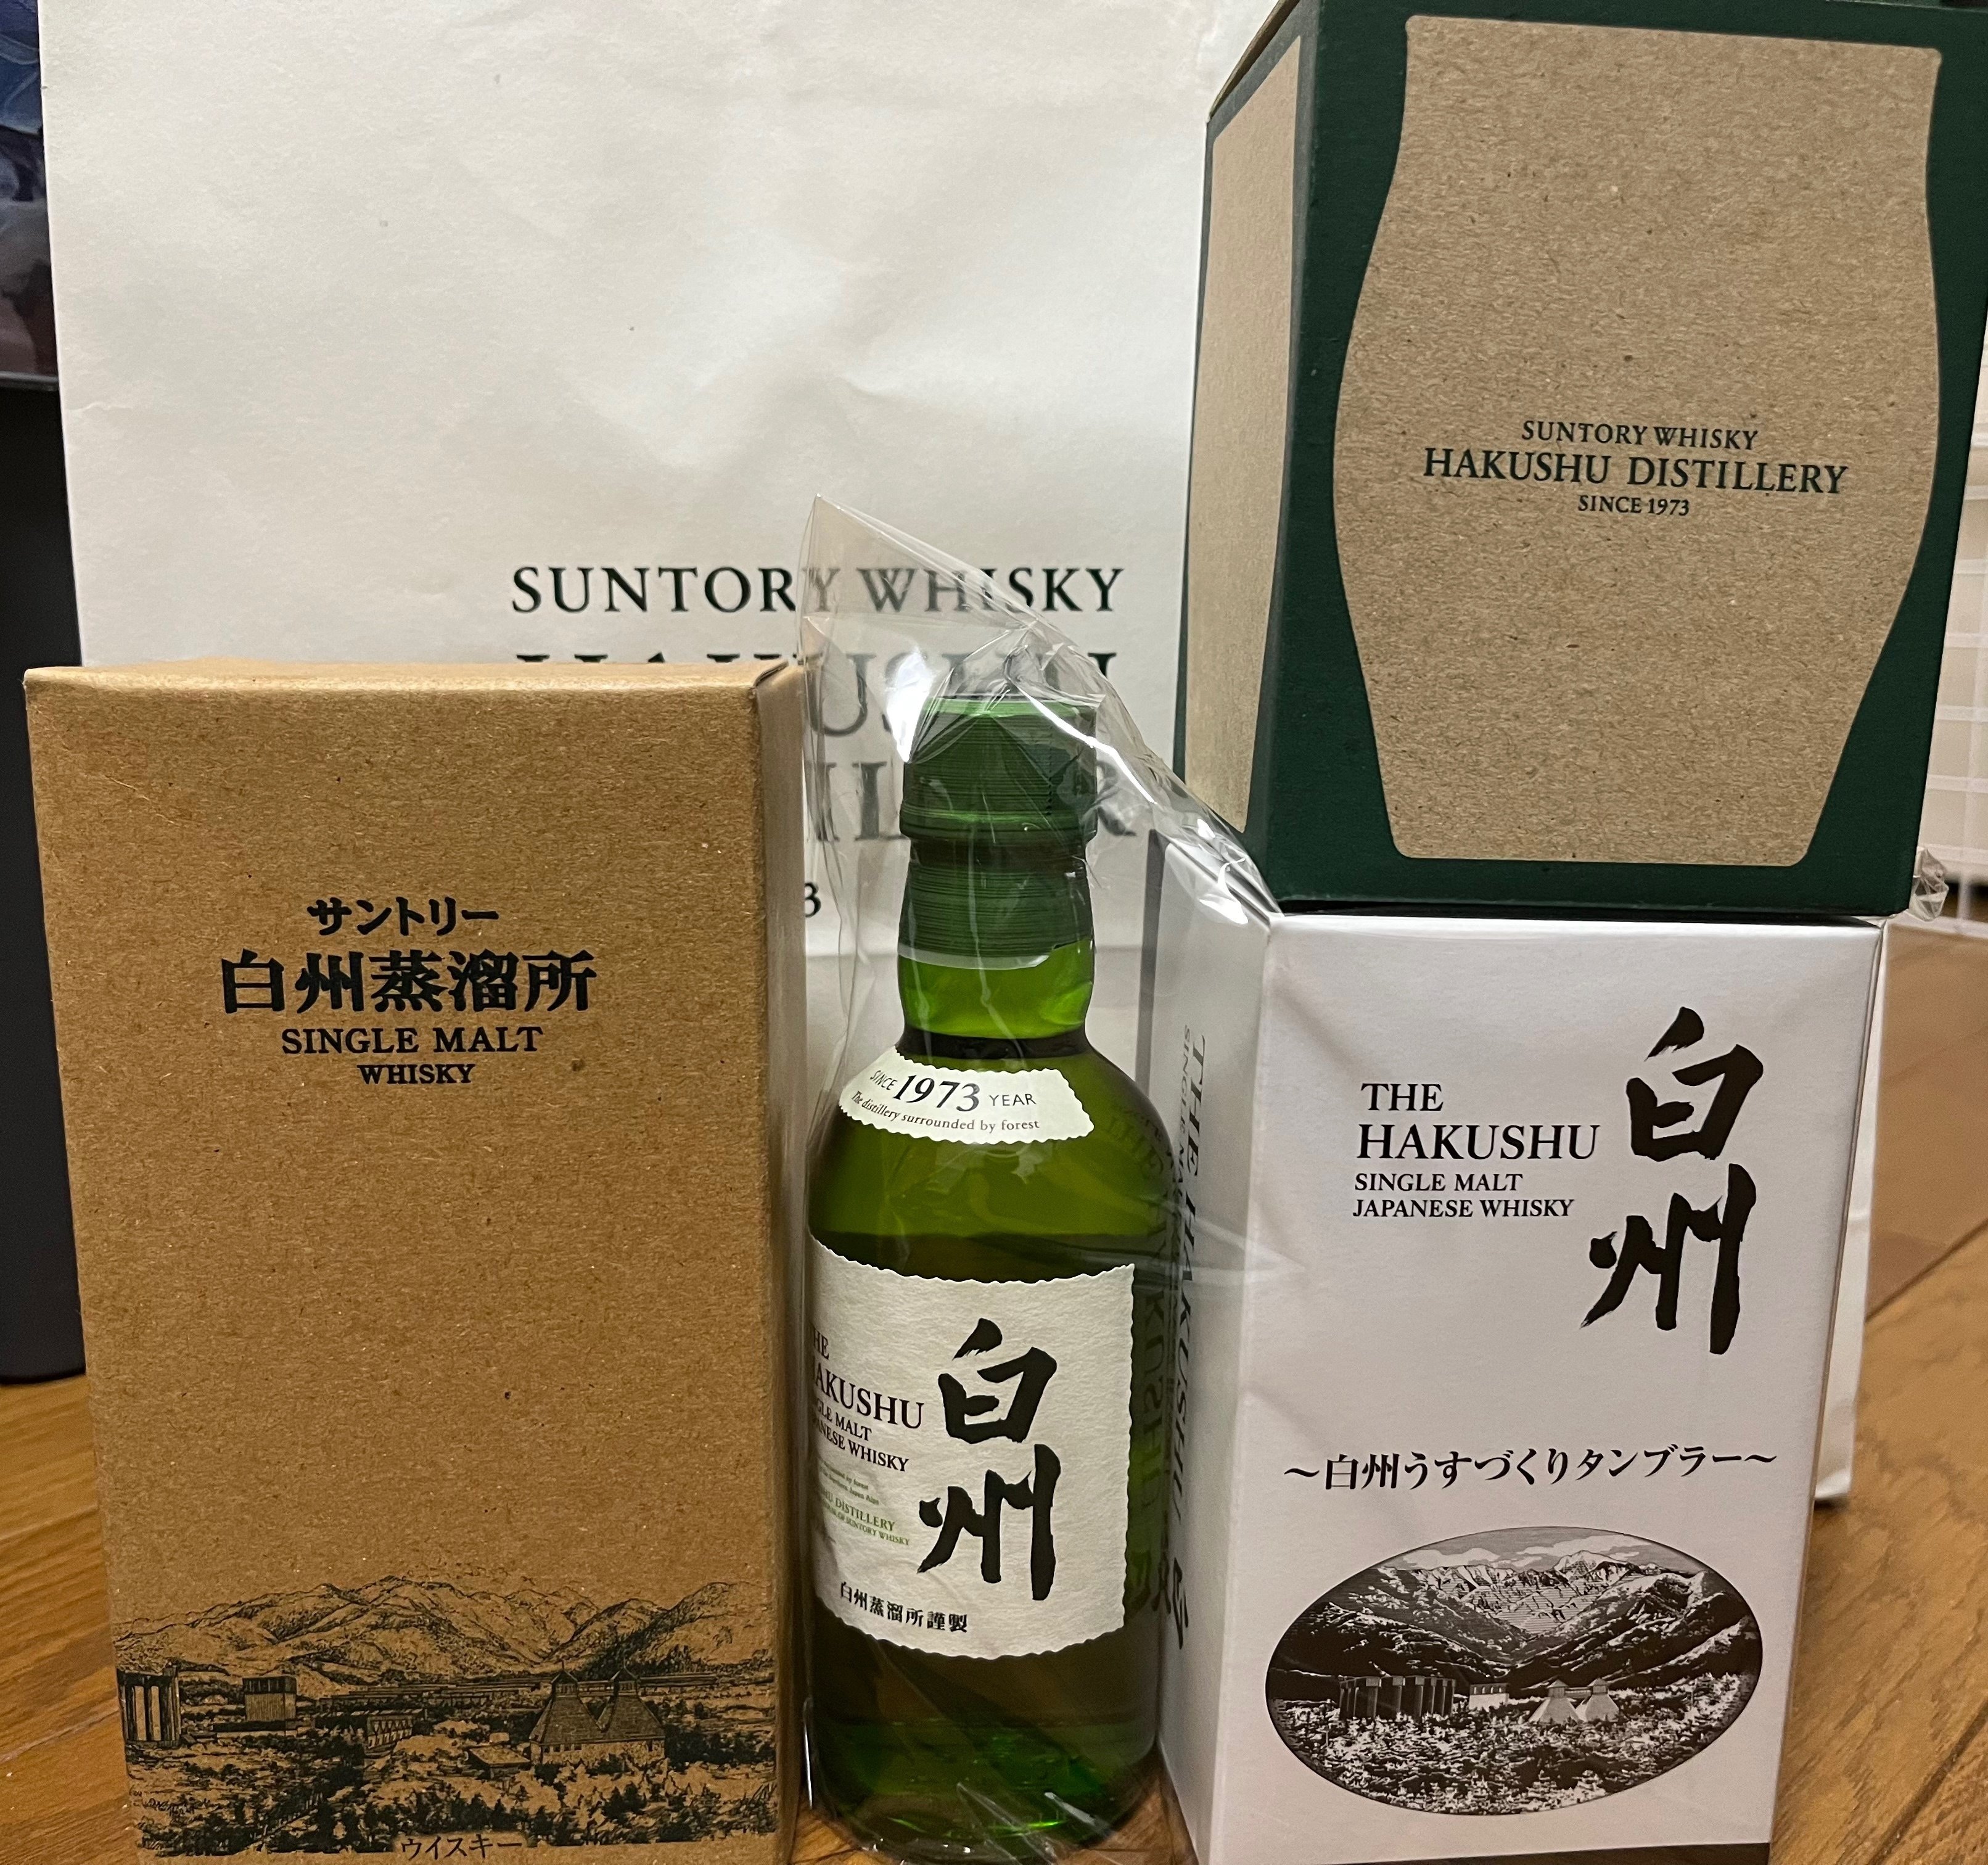 SUNTORY WHISKY
SUNTORY WHISKY
HAKUSHU DISTILLERY
SINCE 1973
サントリー
白州蒸溜所
SINGLE MALT
WHISKY
ウイスキー
SINCE 1973 YEAR
The distillery surrounded by forest
白州
MALT
WHISKY
DISTILLERY
白州蒸溜所謹製
THE HAKUSHU
THE
HAKUSHU
SINGLE MALT
JAPANESE WHISKY
白州
～白州うすづくりタンブラー～